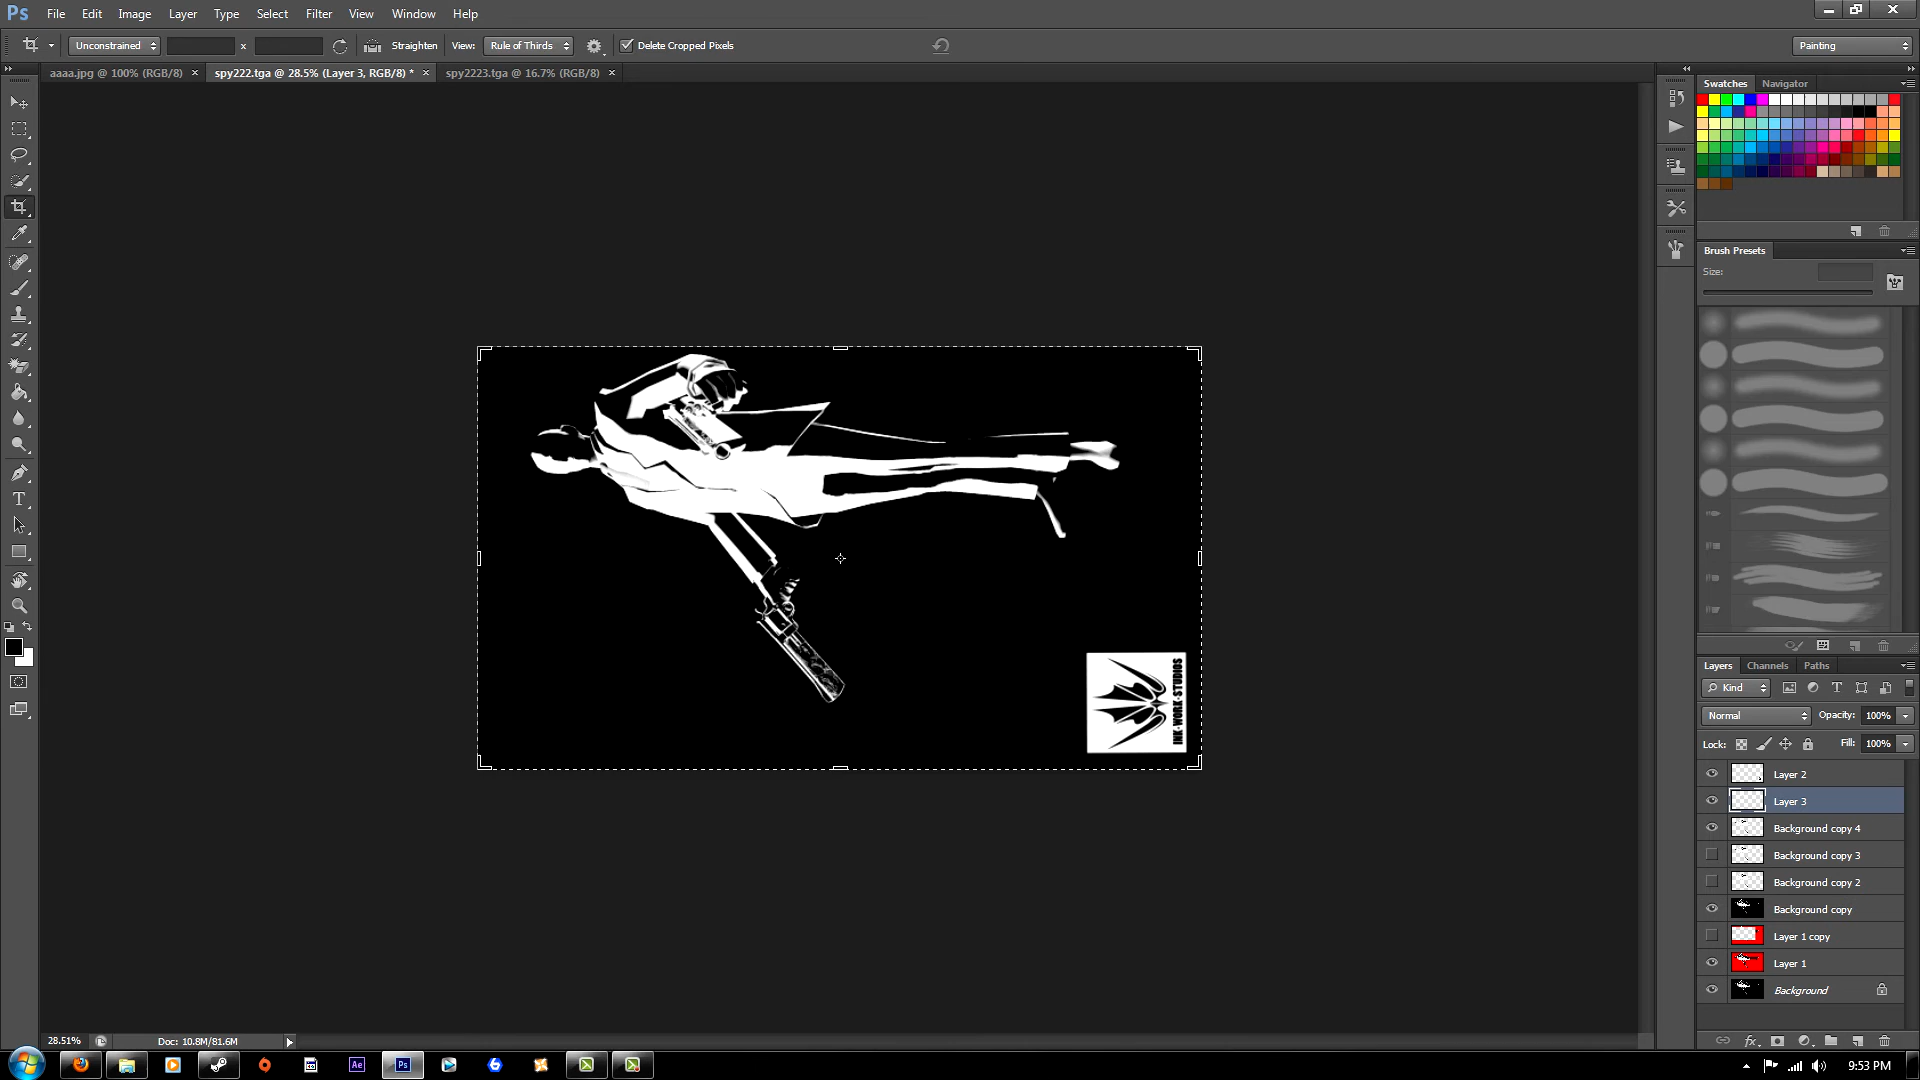 Ps File Edit Image Layer Type Select Filter View Window Help
Unconstrained x Straighten View: Rule of Thirds Delete Cropped Pixels Painting
aaaa.jpg @ 100% (RGB/8) × spy222.tga @ 28.5% (Layer 3, RGB/8) * × spy2223.tga @ 16.7% (RGB/8) ×
Swatches Navigator
Brush Presets
Size:
INK·WORK·STUDIOS
Layers Channels Paths
Kind
Normal Opacity: 100%
Lock: Fill: 100%
Layer 2
Layer 3
Background copy 4
Background copy 3
Background copy 2
Background copy
Layer 1 copy
Layer 1
Background
28.51% Doc: 10.8M/81.6M
Ae Ps 9:53 PM